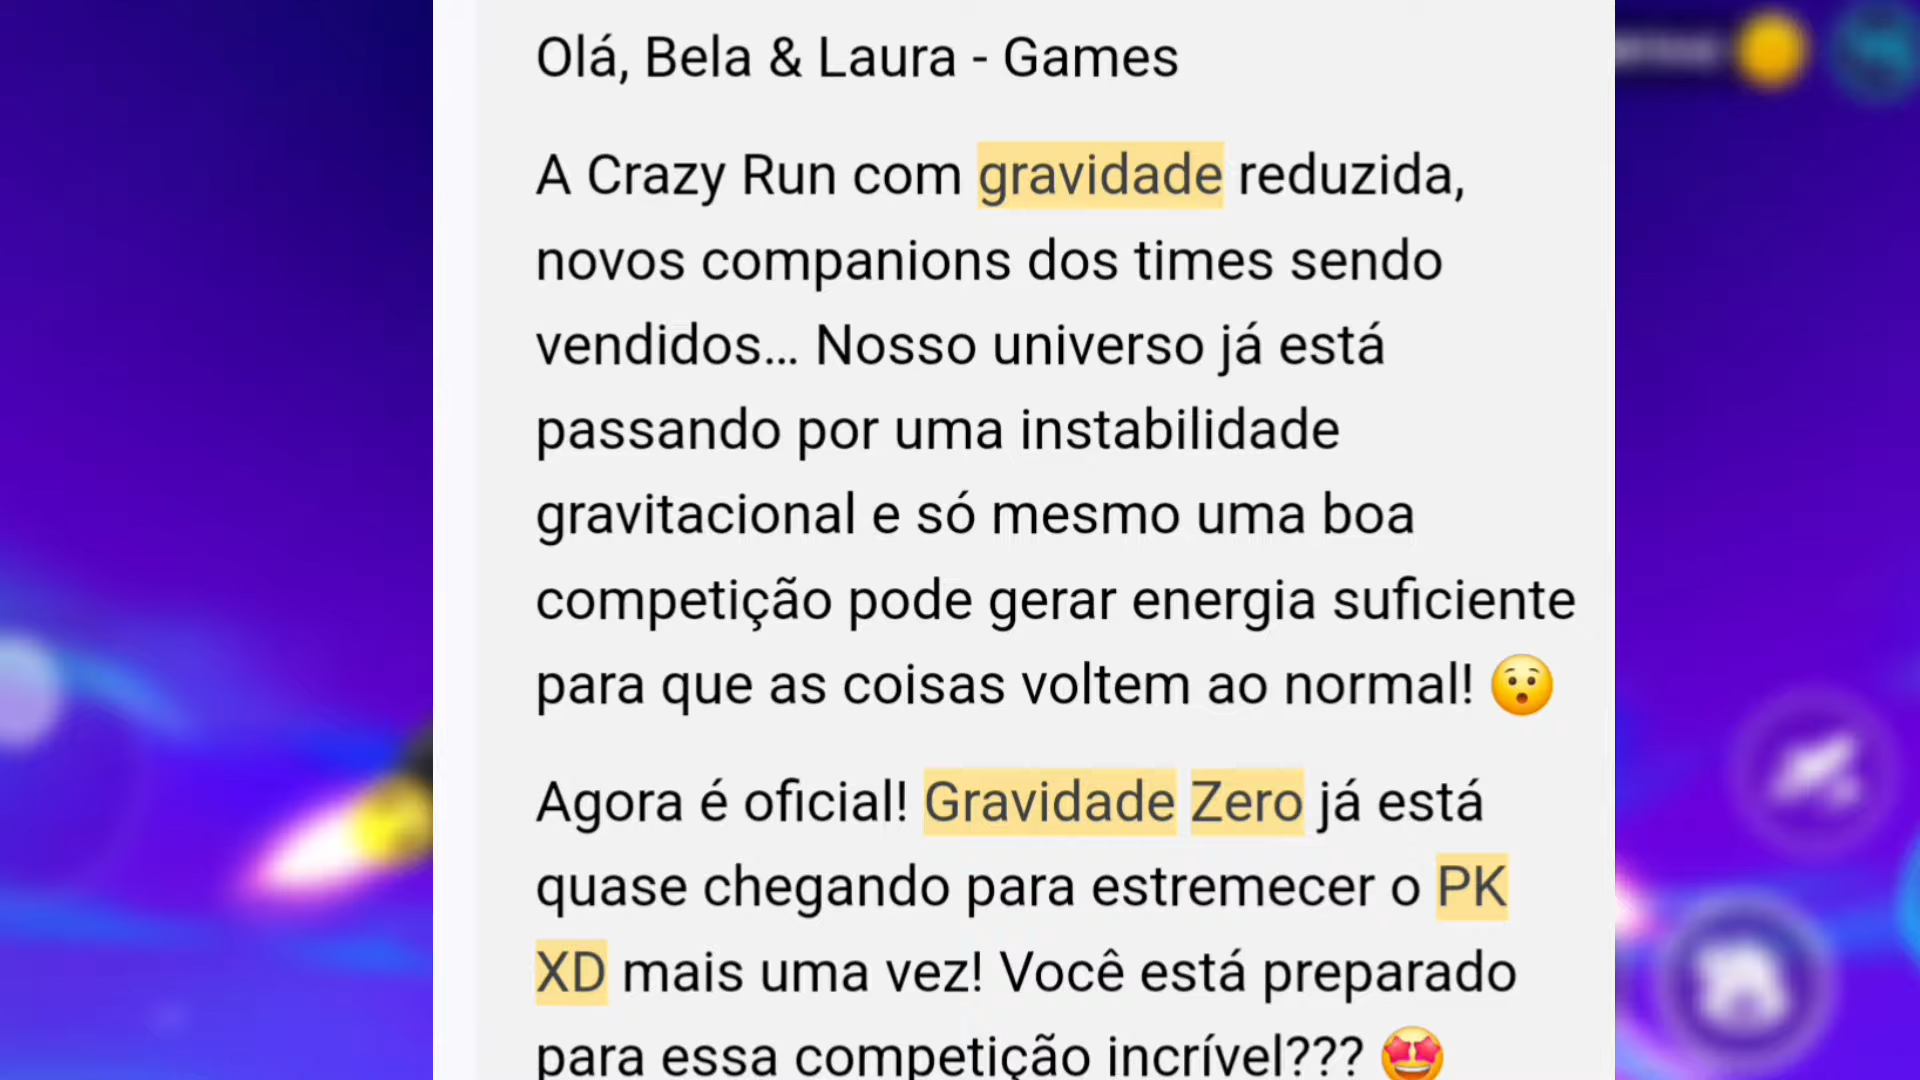 Olá, Bela & Laura - Games
A Crazy Run com gravidade reduzida,
novos companions dos times sendo
vendidos... Nosso universo já está
passando por uma instabilidade
gravitacional e só mesmo uma boa
competição pode gerar energia suficiente
para que as coisas voltem ao normal! 😯
Agora é oficial! Gravidade Zero já está
quase chegando para estremecer o PK
XD mais uma vez! Você está preparado
para essa competição incrível??? 🤩